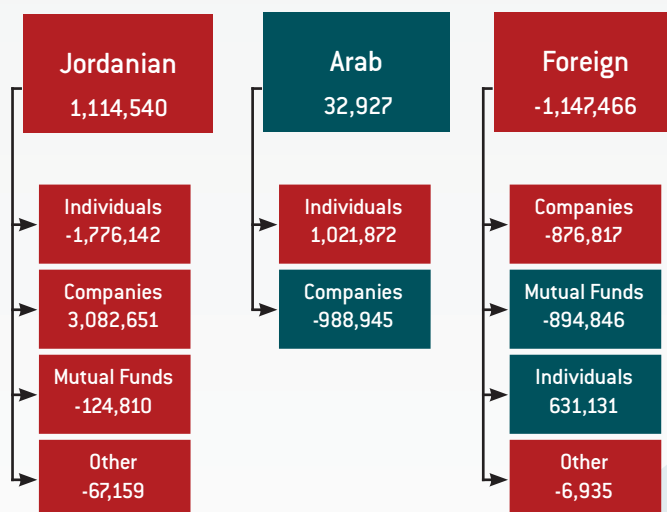 Jordanian
1,114,540
Individuals
-1,776,142
Companies
3,082,651
Mutual Funds
-124,810
Other
-67,159
Arab
32,927
Individuals
1,021,872
Companies
-988,945
Foreign
-1,147,466
Companies
-876,817
Mutual Funds
-894,846
Individuals
631,131
Other
-6,935